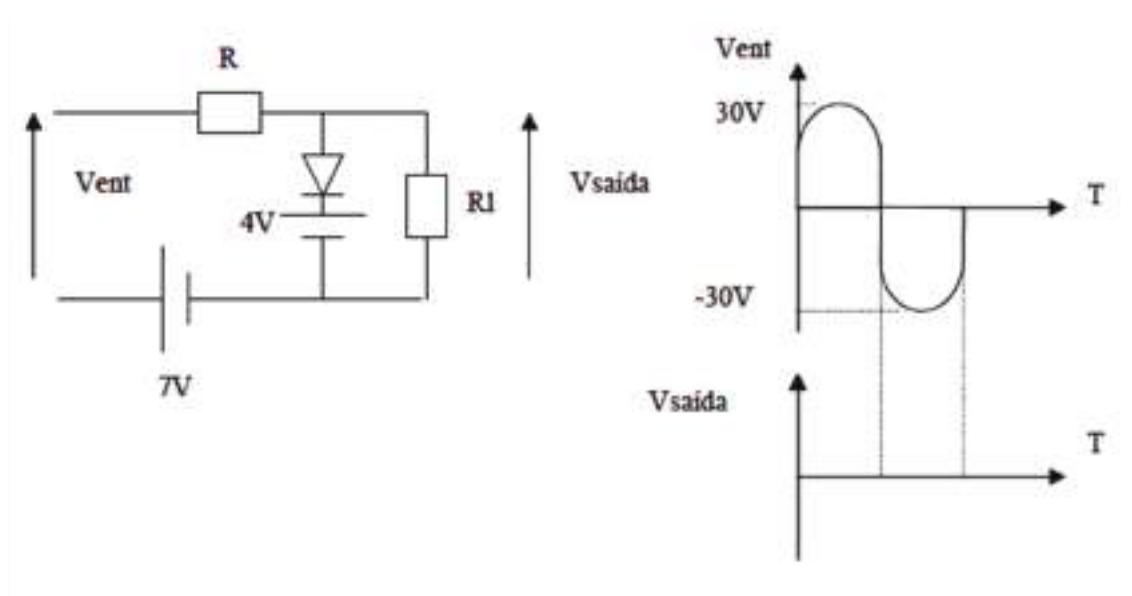 R
Vent
4V
R1
Vsaída
7V
Vent
30V
T
-30V
Vsaída
T